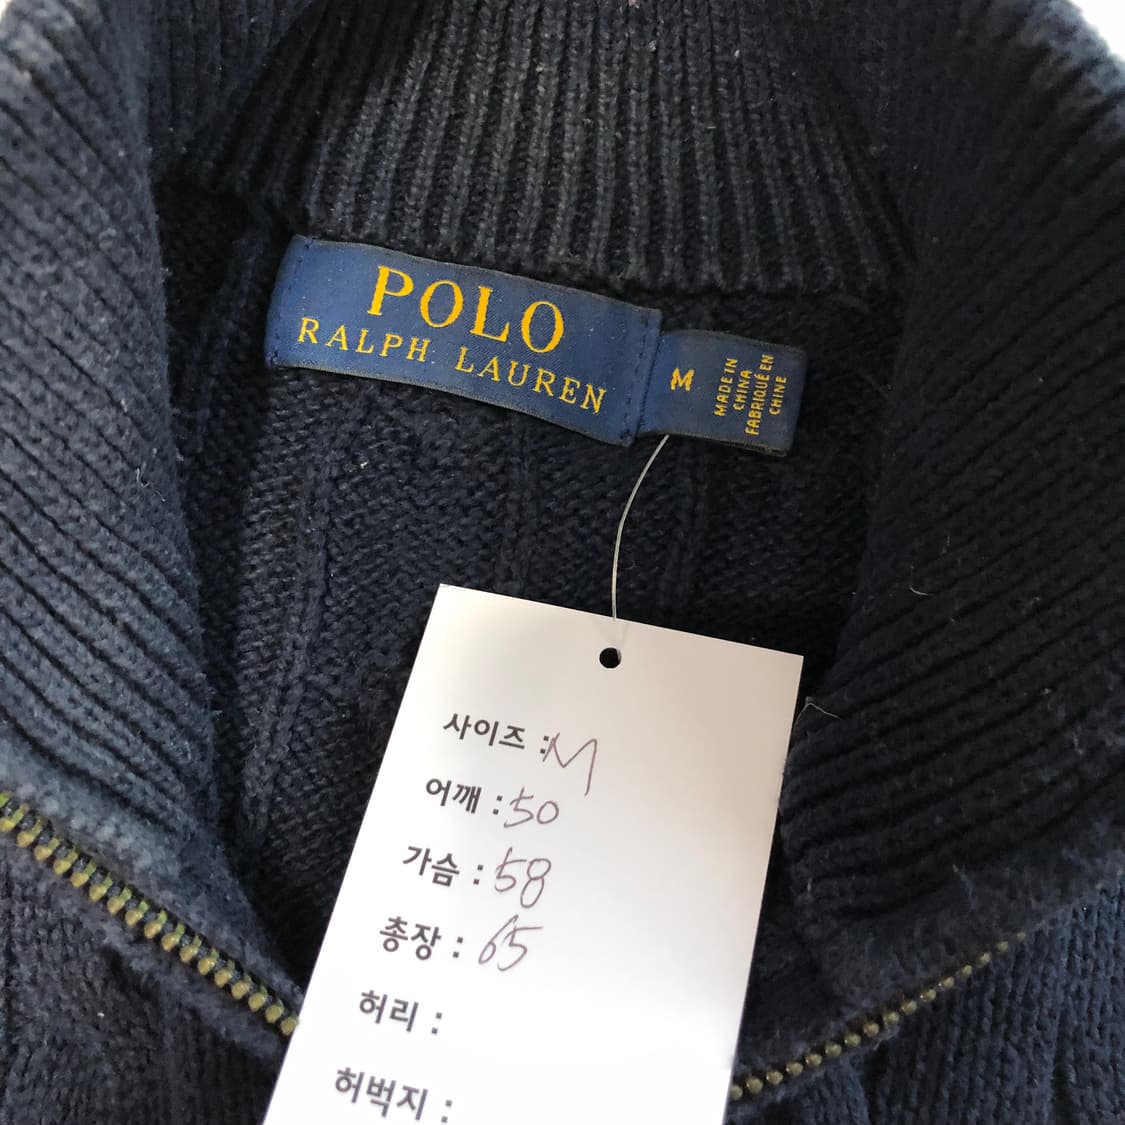 POLO
RALPH LAUREN
M
MADE IN
CHINA
FABRIQUÉ EN
CHINE
사이즈 : M
어깨 : 50
가슴 : 58
총장 : 65
허리 :
허벅지 :